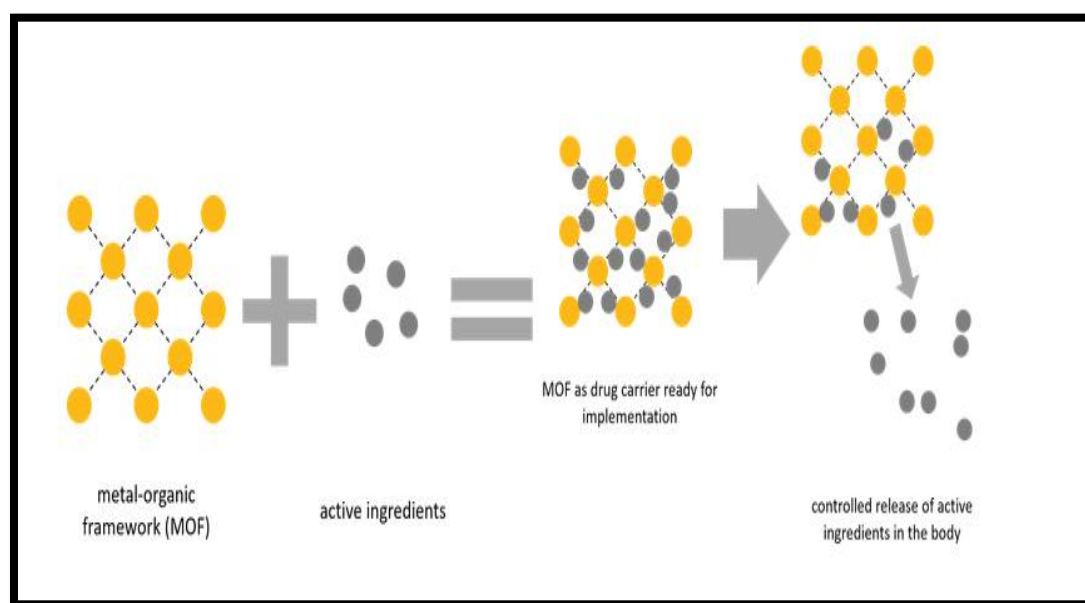 metal-organic
framework (MOF)
active ingredients
MOF as drug carrier ready for
implementation
controlled release of active
ingredients in the body